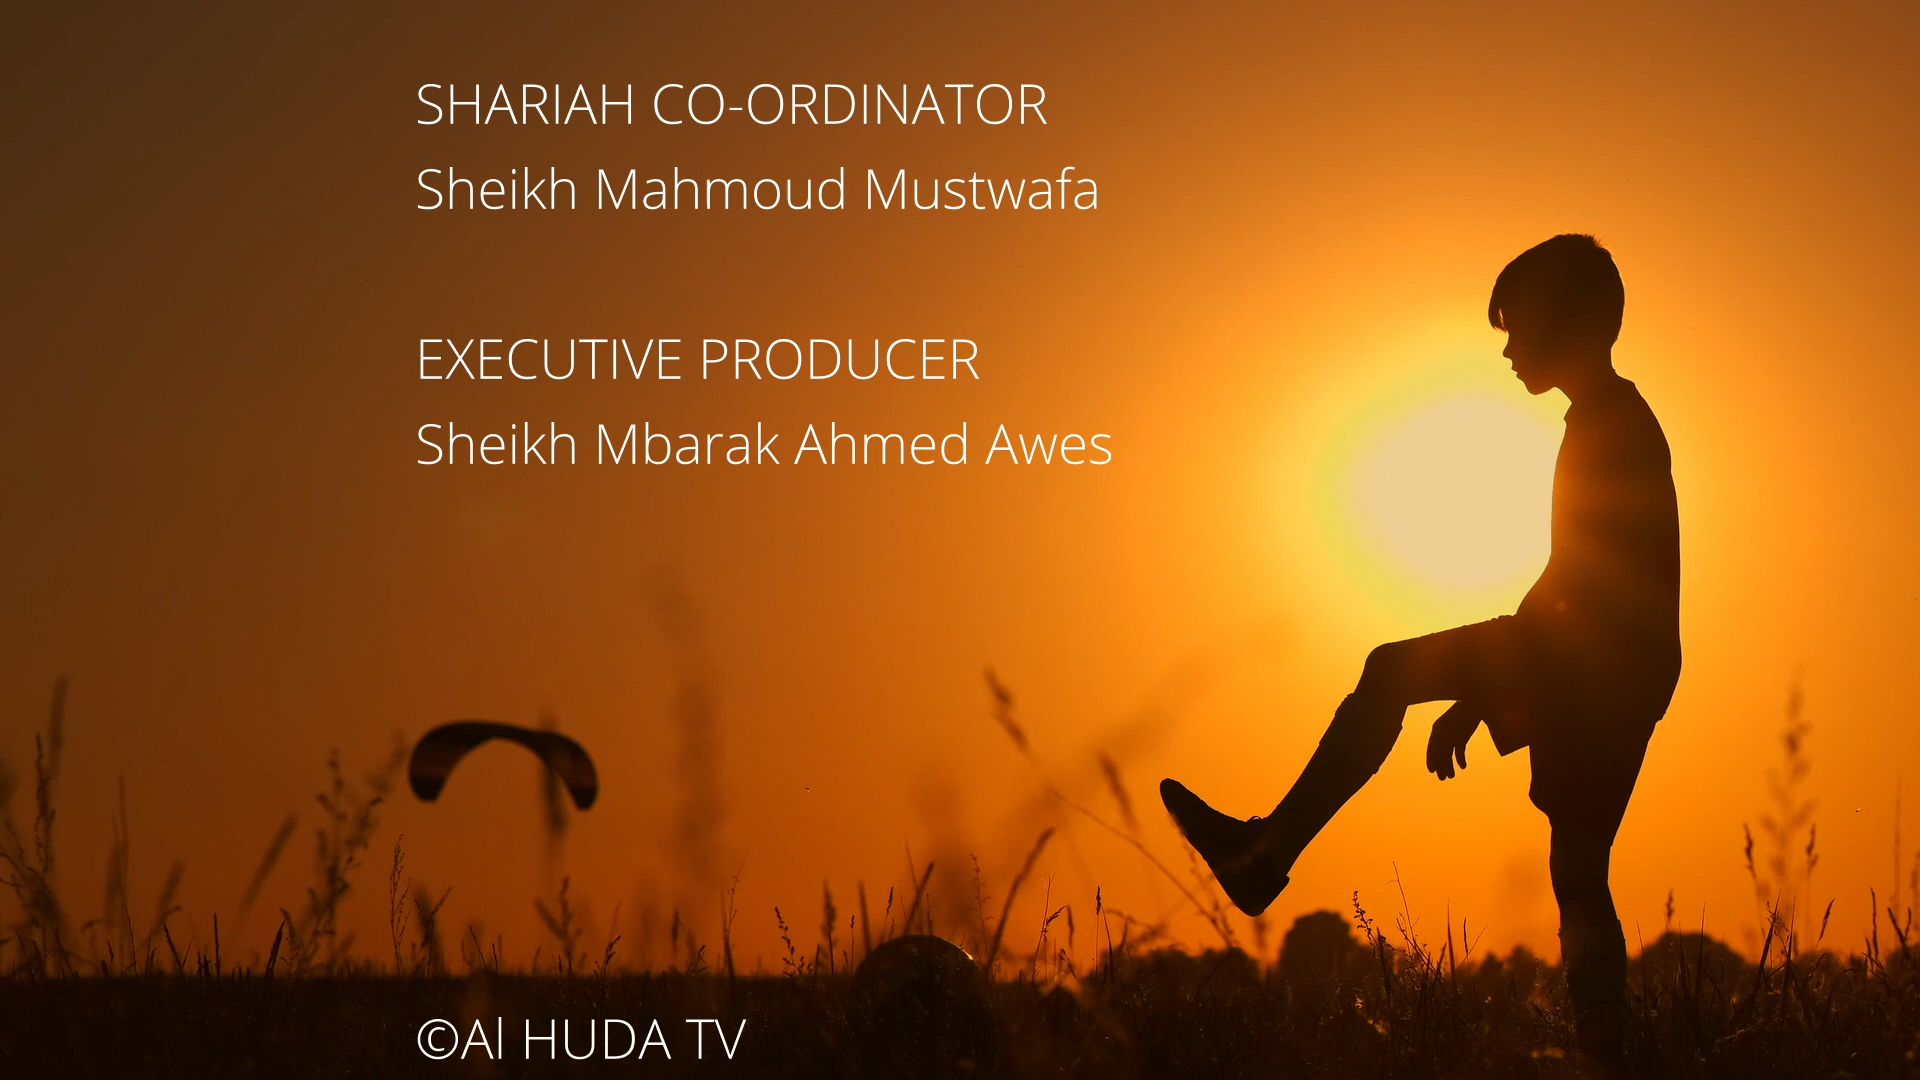 SHARIAH CO-ORDINATOR
Sheikh Mahmoud Mustwafa
EXECUTIVE PRODUCER
Sheikh Mbarak Ahmed Awes
©Al HUDA TV